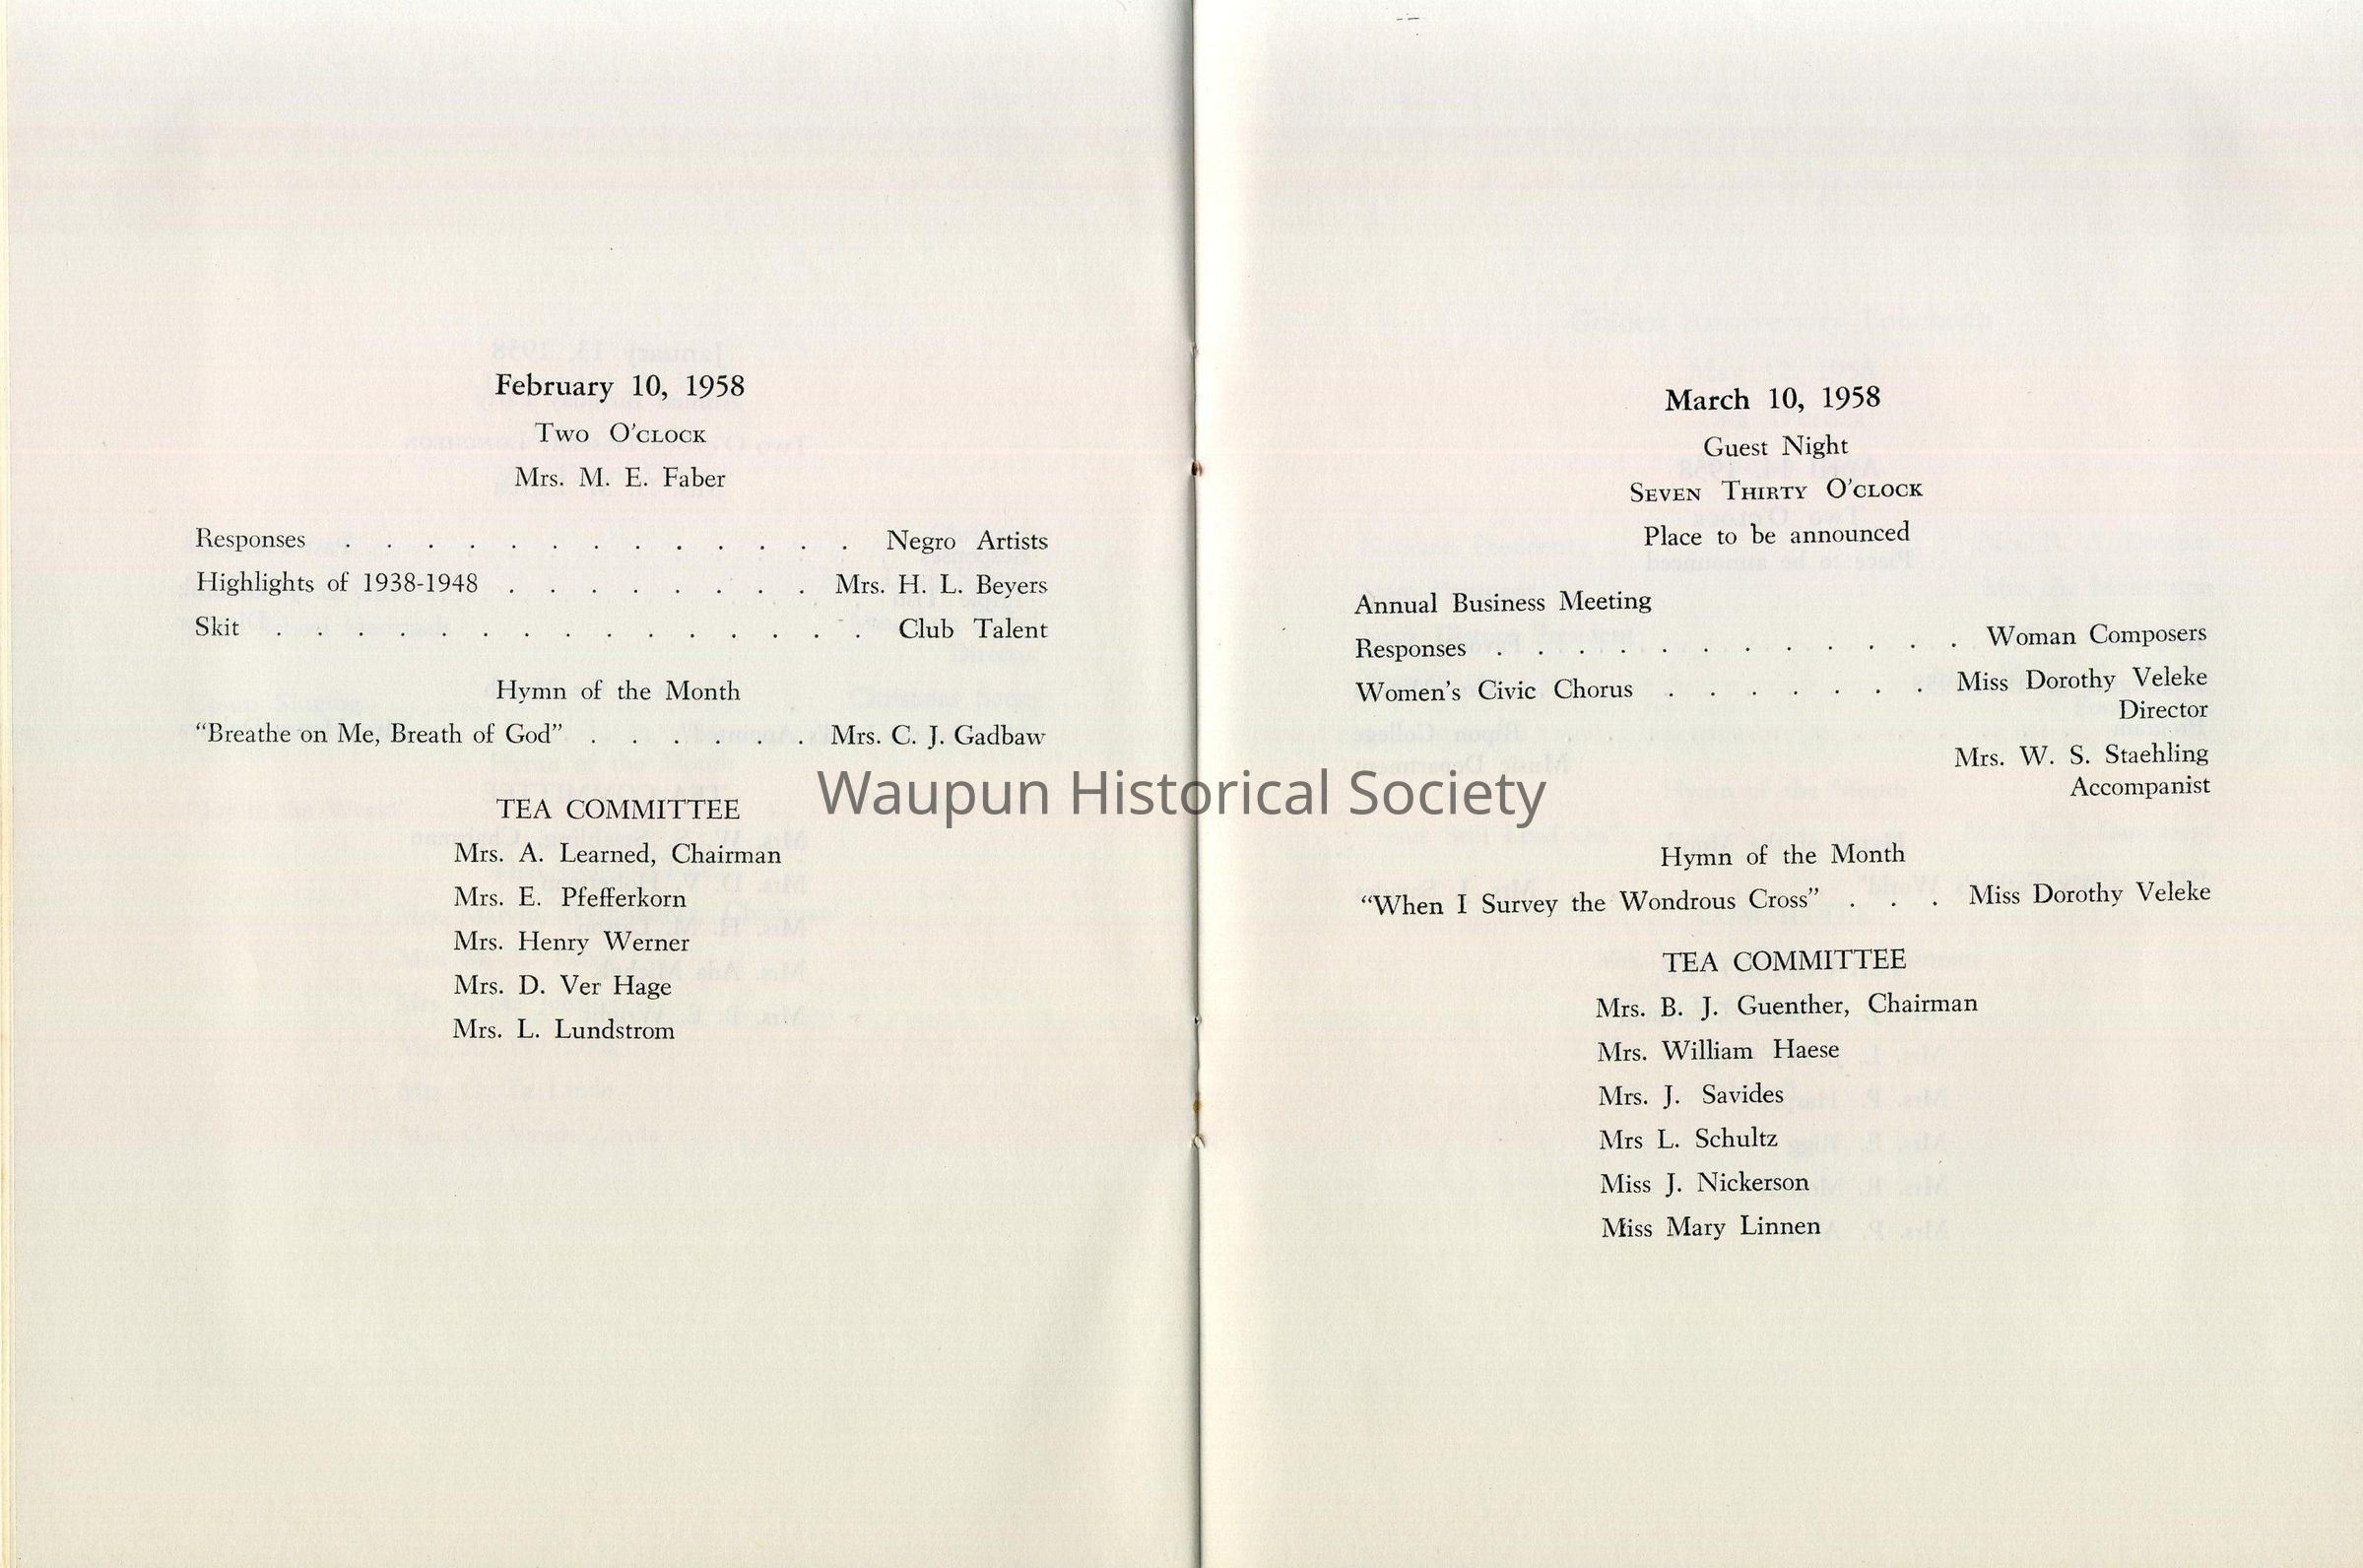 February 10, 1958
Two O'clock
Mrs. M. E. Faber
Responses . . . . . . . . . . . . . Negro Artists
Highlights of 1938-1948 . . . . . . . . Mrs. H. L. Beyers
Skit . . . . . . . . . . . . . . . Club Talent
Hymn of the Month
“Breathe on Me, Breath of God” . . . . . . Mrs. C. J. Gadbaw
TEA COMMITTEE
Mrs. A. Learned, Chairman
Mrs. E. Pfefferkorn
Mrs. Henry Werner
Mrs. D. Ver Hage
Mrs. L. Lundstrom
March 10, 1958
Guest Night
Seven Thirty O'clock
Place to be announced
Annual Business Meeting
Responses . . . . . . . . . . . . Woman Composers
Women's Civic Chorus . . . . . . . Miss Dorothy Veleke
Director
Mrs. W. S. Staehling
Accompanist
Hymn of the Month
“When I Survey the Wondrous Cross” . . . Miss Dorothy Veleke
TEA COMMITTEE
Mrs. B. J. Guenther, Chairman
Mrs. William Haese
Mrs. J. Savides
Mrs L. Schultz
Miss J. Nickerson
Miss Mary Linnen
Waupun Historical Society